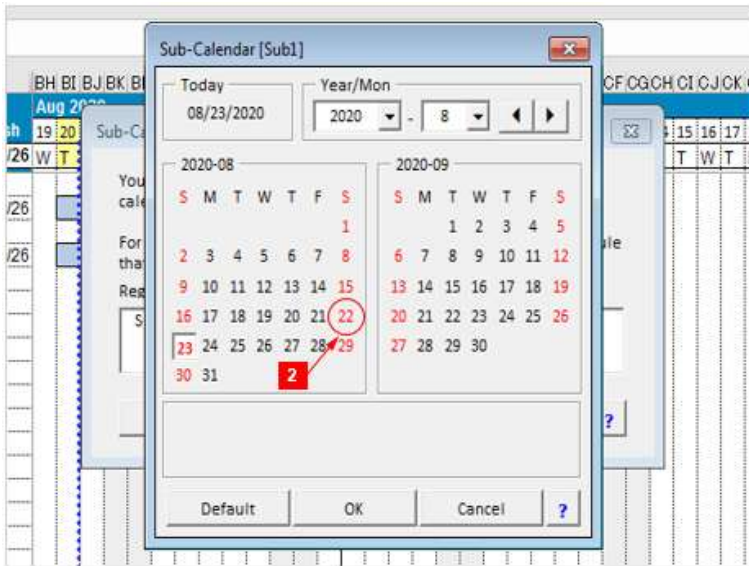 Sub-Calendar [Sub1]
BH BI BJ BK
CF CG CH CI CJ CK
Today
08/23/2020
Year/Mon
2020 - 8
Aug
19 20
Sub-Ca
15 16 17
/26 W T
T W T
You
cale
/26
For
tha
/26
Reg
S
2020-08
S M T W T F S
1
2 3 4 5 6 7 8
9 10 11 12 13 14 15
16 17 18 19 20 21 22
23 24 25 26 27 28 29
30 31
2
2020-09
S M T W T F S
1 2 3 4 5
6 7 8 9 10 11 12
13 14 15 16 17 18 19
20 21 22 23 24 25 26
27 28 29 30
ule
?
Default OK Cancel ?